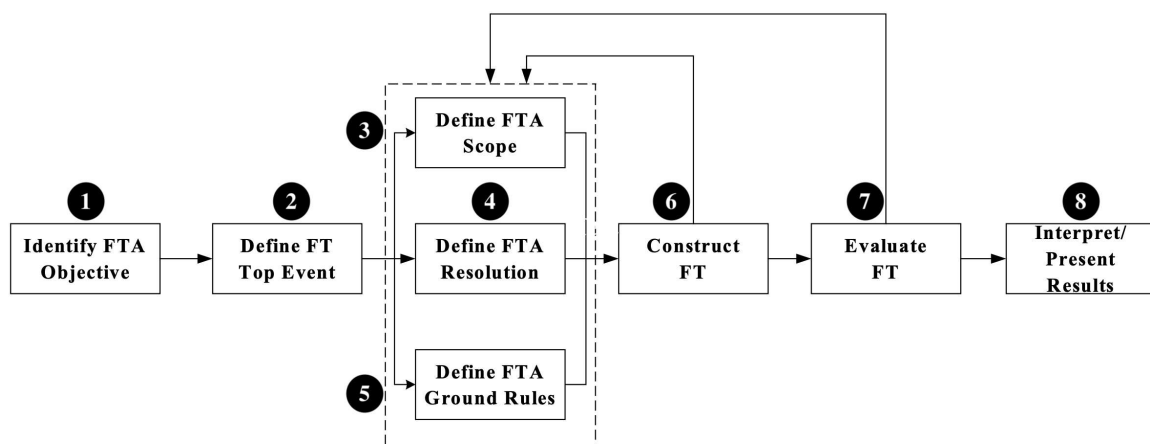 1
Identify FTA
Objective
2
Define FT
Top Event
3
Define FTA
Scope
4
Define FTA
Resolution
5
Define FTA
Ground Rules
6
Construct
FT
7
Evaluate
FT
8
Interpret/
Present
Results